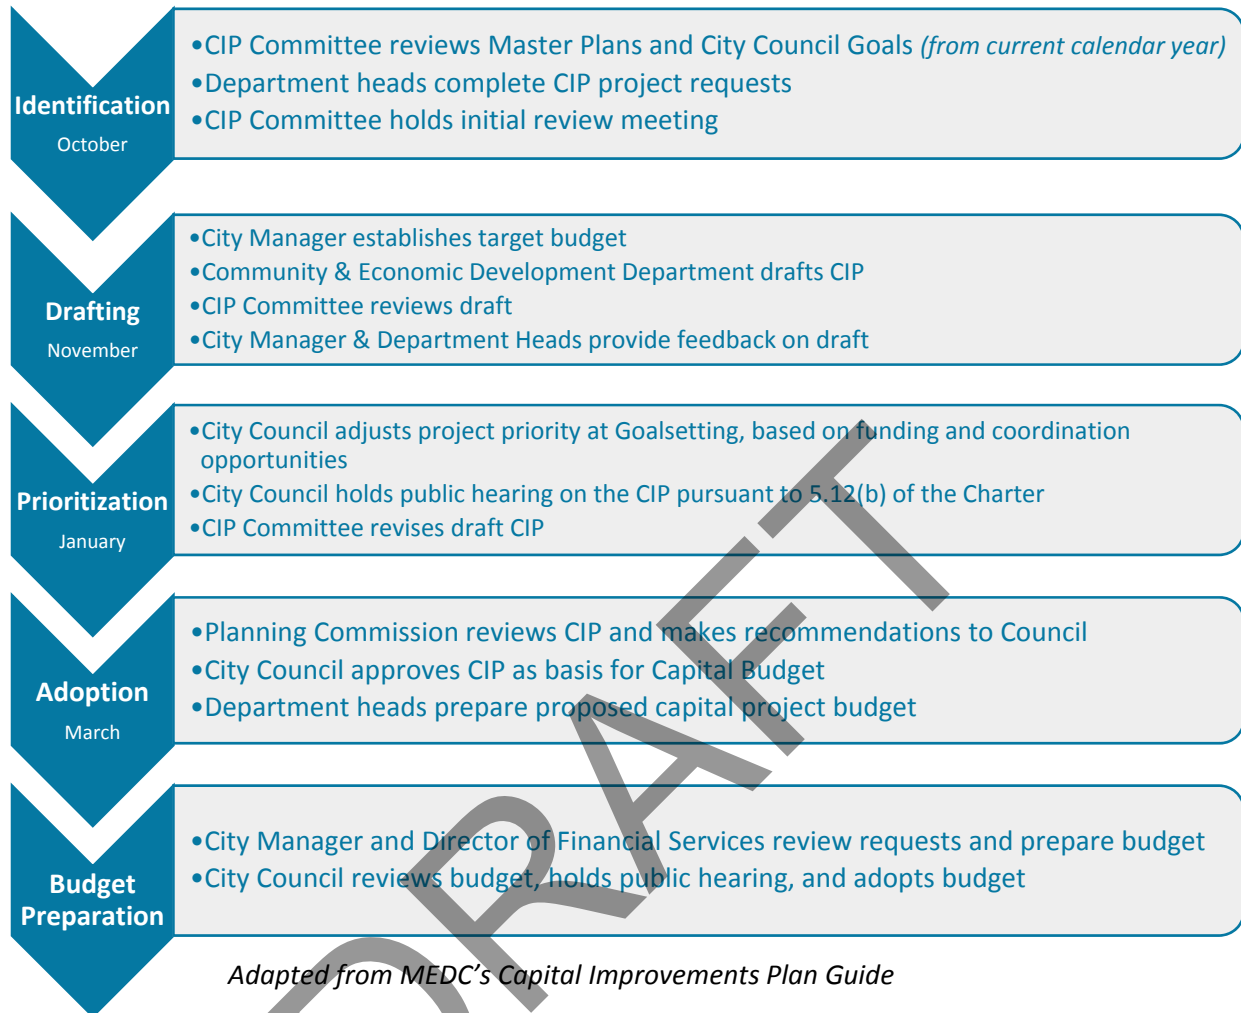 Identification
October
•CIP Committee reviews Master Plans and City Council Goals (from current calendar year)
•Department heads complete CIP project requests
•CIP Committee holds initial review meeting
Drafting
November
•City Manager establishes target budget
•Community & Economic Development Department drafts CIP
•CIP Committee reviews draft
•City Manager & Department Heads provide feedback on draft
Prioritization
January
•City Council adjusts project priority at Goalsetting, based on funding and coordination
opportunities
•City Council holds public hearing on the CIP pursuant to 5.12(b) of the Charter
•CIP Committee revises draft CIP
Adoption
March
•Planning Commission reviews CIP and makes recommendations to Council
•City Council approves CIP as basis for Capital Budget
•Department heads prepare proposed capital project budget
Budget
Preparation
•City Manager and Director of Financial Services review requests and prepare budget
•City Council reviews budget, holds public hearing, and adopts budget
Adapted from MEDC’s Capital Improvements Plan Guide
DRAFT